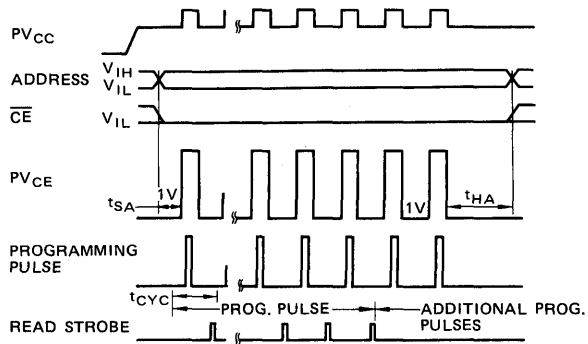 PVCC
ADDRESS VIH
VIL
CE VIL
PVCE
1V 1V
tSA tHA
PROGRAMMING
PULSE
tCYC
PROG. PULSE ADDITIONAL PROG.
PULSES
READ STROBE